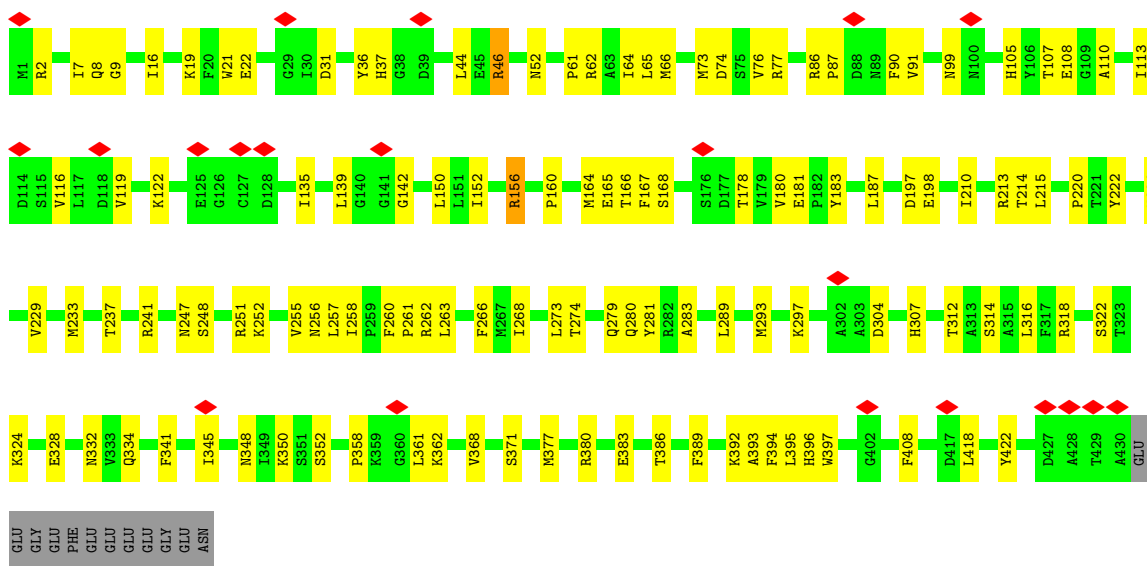 M1 R2 I7 Q8 G9 I16 K19 F20 W21 E22 G29 I30 D31 Y36 H37 G38 D39 L44 E45 R46 N52 P61 R62 A63 I64 L65 M66 M73 D74 S75 V76 R77 R86 P87 D88 N89 F90 V91 N99 N100 H105 Y106 T107 E108 G109 A110 I113
D114 S115 V116 L117 D118 V119 K122 E125 G126 C127 D128 I135 L139 G140 G141 G142 L150 L151 I152 R156 P160 M164 E165 T166 F167 S168 S176 D177 T178 V179 V180 E181 P182 Y183 L187 D197 E198 I210 R213 T214 L215 P220 T221 Y222
V229 M233 T237 R241 N247 S248 R251 K252 V255 N256 L257 I258 P259 F260 P261 R262 L263 F266 M267 I268 L273 T274 Q279 Q280 Y281 R282 A283 L289 M293 K297 A302 A303 D304 H307 T312 A313 S314 A315 L316 F317 R318 S322 T323
K324 E328 N332 V333 Q334 F341 I345 N348 I349 K350 S351 S352 P358 K359 G360 L361 K362 V368 S371 M377 R380 E383 T386 F389 K392 A393 F394 L395 H396 W397 G402 F408 D417 L418 Y422 D427 A428 T429 A430 GLU
GLU GLY GLU PHE GLU GLU GLU GLY GLU ASN